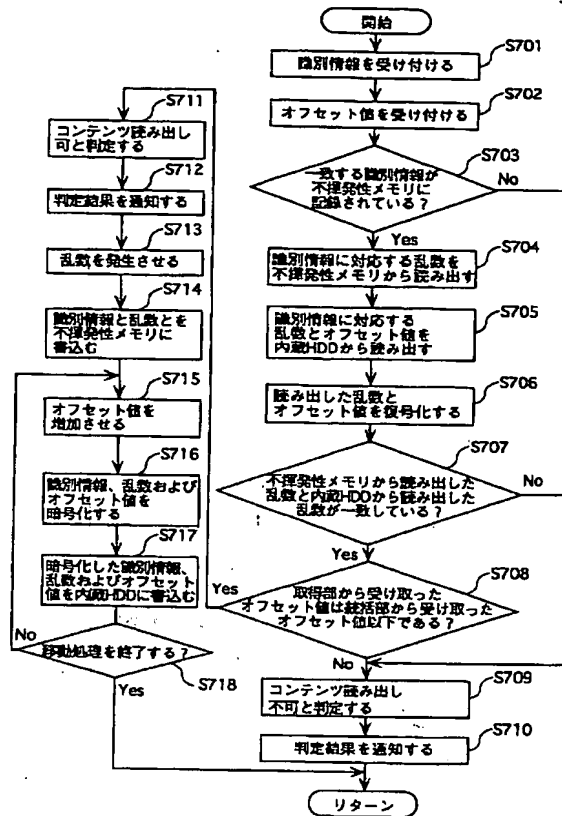 開始
S701
識別情報を受け付ける
S702
オフセット値を受け付ける
S703
一致する識別情報が
不揮発性メモリに
記録されている？
No
Yes
S704
識別情報に対応する乱数を
不揮発性メモリから読み出す
S705
識別情報に対応する
乱数とオフセット値を
内蔵HDDから読み出す
S706
読み出した乱数と
オフセット値を復号化する
S707
不揮発性メモリから読み出した
乱数と内蔵HDDから読み出した
乱数が一致している？
No
Yes
S708
取得部から受け取った
オフセット値は統括部から受け取った
オフセット値以下である？
Yes
No
S709
コンテンツ読み出し
不可と判定する
S710
判定結果を通知する
リターン
S711
コンテンツ読み出し
可と判定する
S712
判定結果を通知する
S713
乱数を発生させる
S714
識別情報と乱数とを
不揮発性メモリに
書込む
S715
オフセット値を
増加させる
S716
識別情報、乱数および
オフセット値を
暗号化する
S717
暗号化した識別情報、
乱数およびオフセット
値を内蔵HDDに書込む
No
移動処理を終了する？
S718
Yes